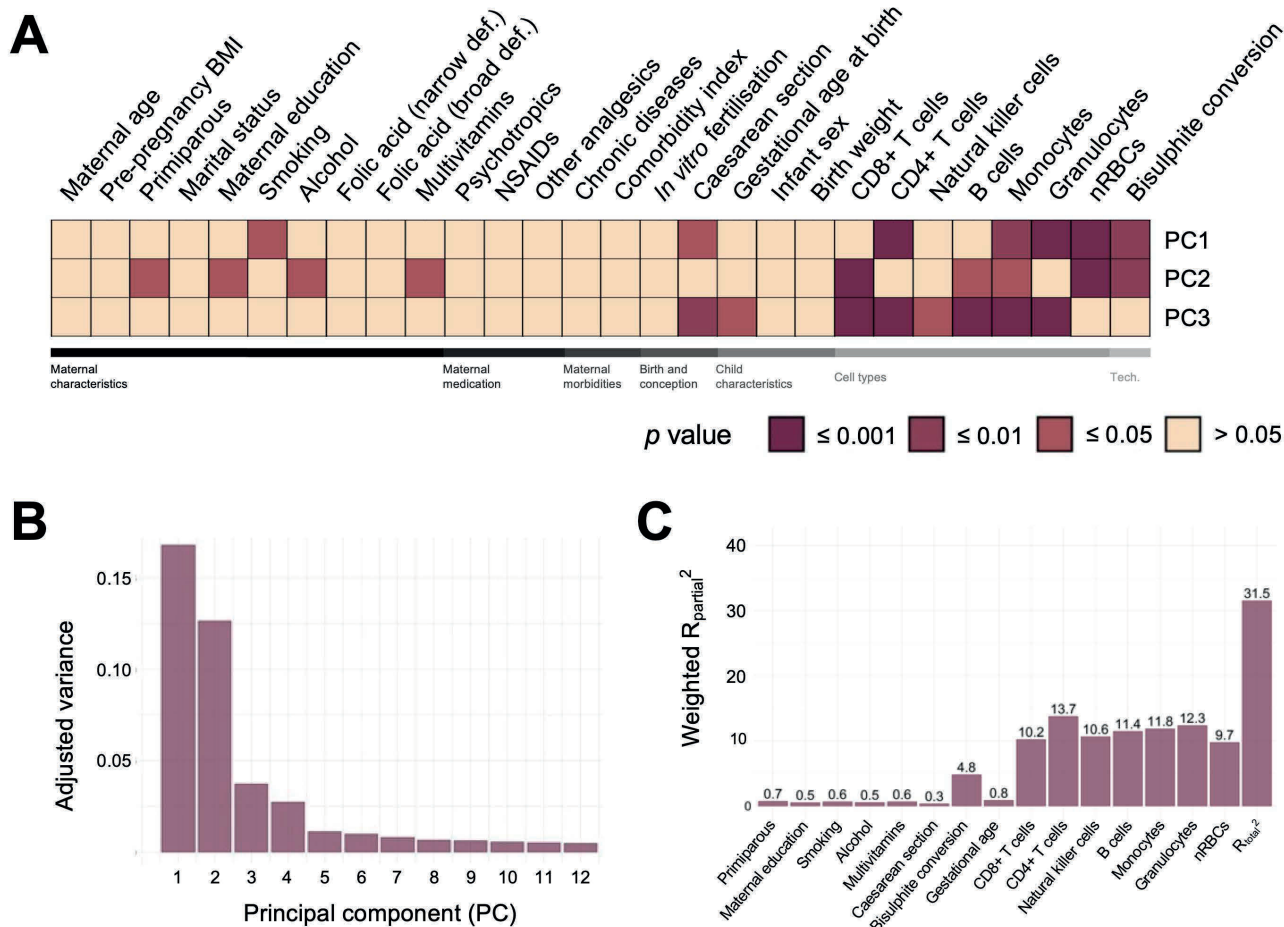 A
Maternal age
Pre-pregnancy BMI
Primiparous
Marital status
Maternal education
Smoking
Alcohol
Folic acid (narrow def.)
Folic acid (broad def.)
Multivitamins
Psychotropics
NSAIDs
Other analgesics
Chronic diseases
Comorbidity index
In vitro fertilisation
Caesarean section
Gestational age at birth
Infant sex
Birth weight
CD8+ T cells
CD4+ T cells
Natural killer cells
B cells
Monocytes
Granulocytes
nRBCs
Bisulphite conversion
PC1
PC2
PC3
Maternal characteristics
Maternal medication
Maternal morbidities
Birth and conception
Child characteristics
Cell types
Tech.
p value ≤ 0.001 ≤ 0.01 ≤ 0.05 > 0.05
B
Adjusted variance
0.15
0.10
0.05
1 2 3 4 5 6 7 8 9 10 11 12
Principal component (PC)
C
Weighted Rpartial²
40
30
20
10
0
0.7 0.5 0.6 0.5 0.6 0.3 4.8 0.8 10.2 13.7 10.6 11.4 11.8 12.3 9.7 31.5
Primiparous
Maternal education
Smoking
Alcohol
Multivitamins
Caesarean section
Bisulphite conversion
Gestational age
CD8+ T cells
CD4+ T cells
Natural killer cells
B cells
Monocytes
Granulocytes
nRBCs
Rtotal²